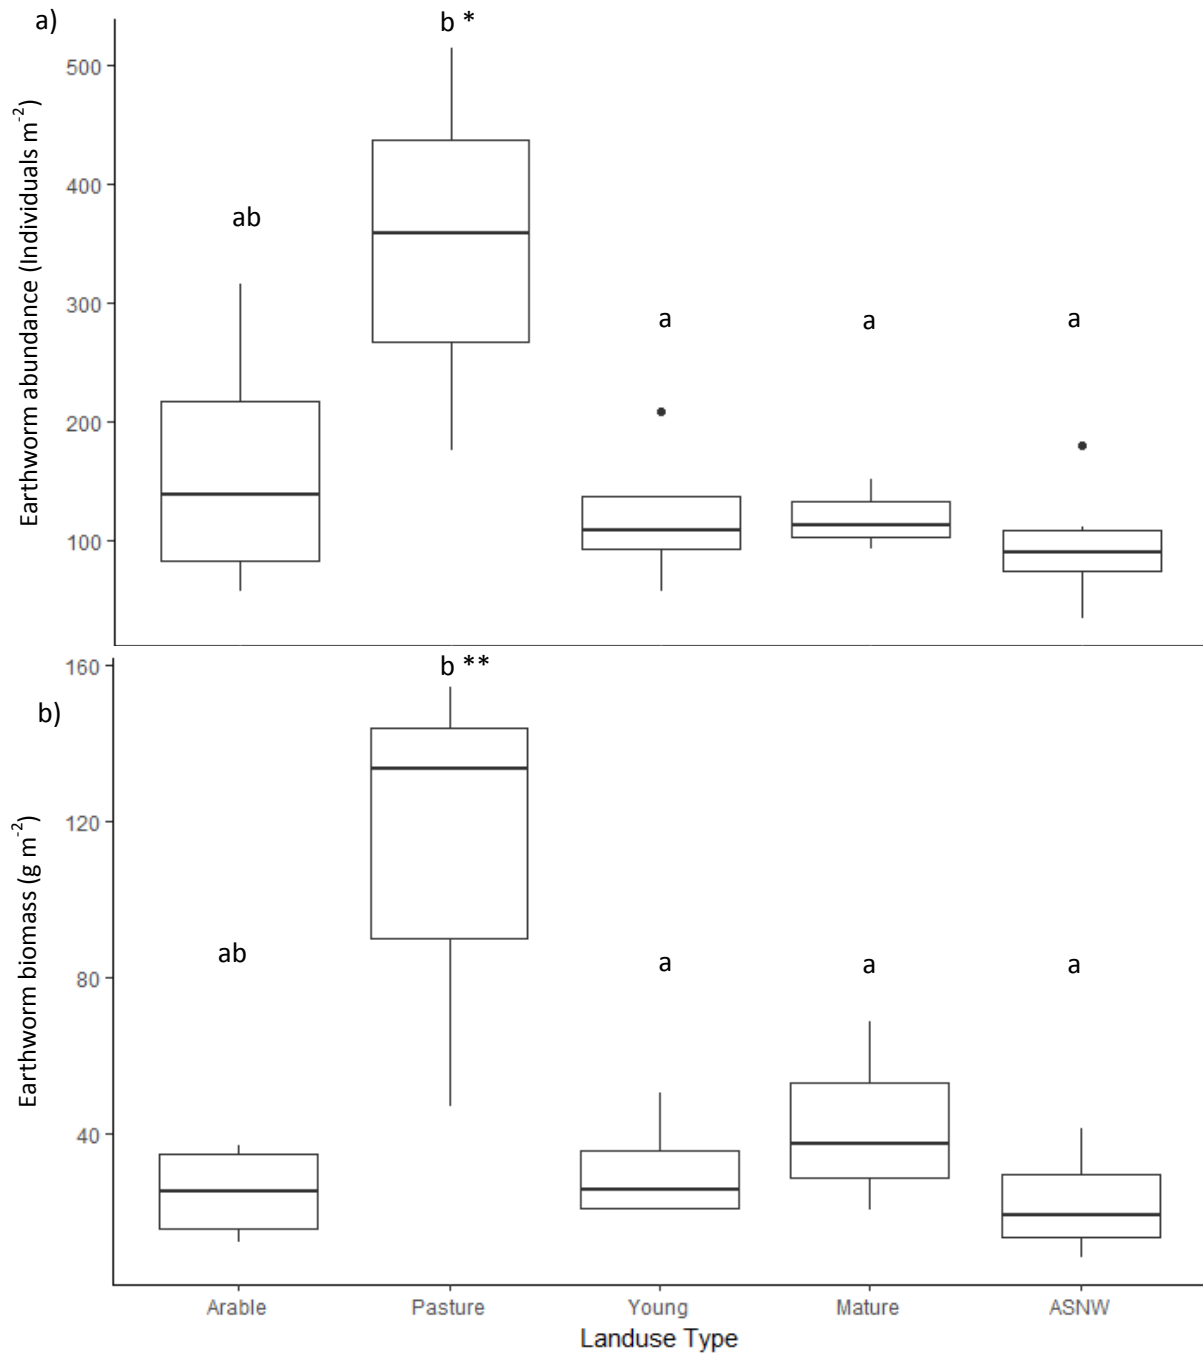 a)
b *
500
400
300
200
100
Earthworm abundance (Individuals m⁻²)
ab
a
a
a
b)
b **
160
120
80
40
Earthworm biomass (g m⁻²)
ab
a
a
a
Arable Pasture Young Mature ASNW
Landuse Type